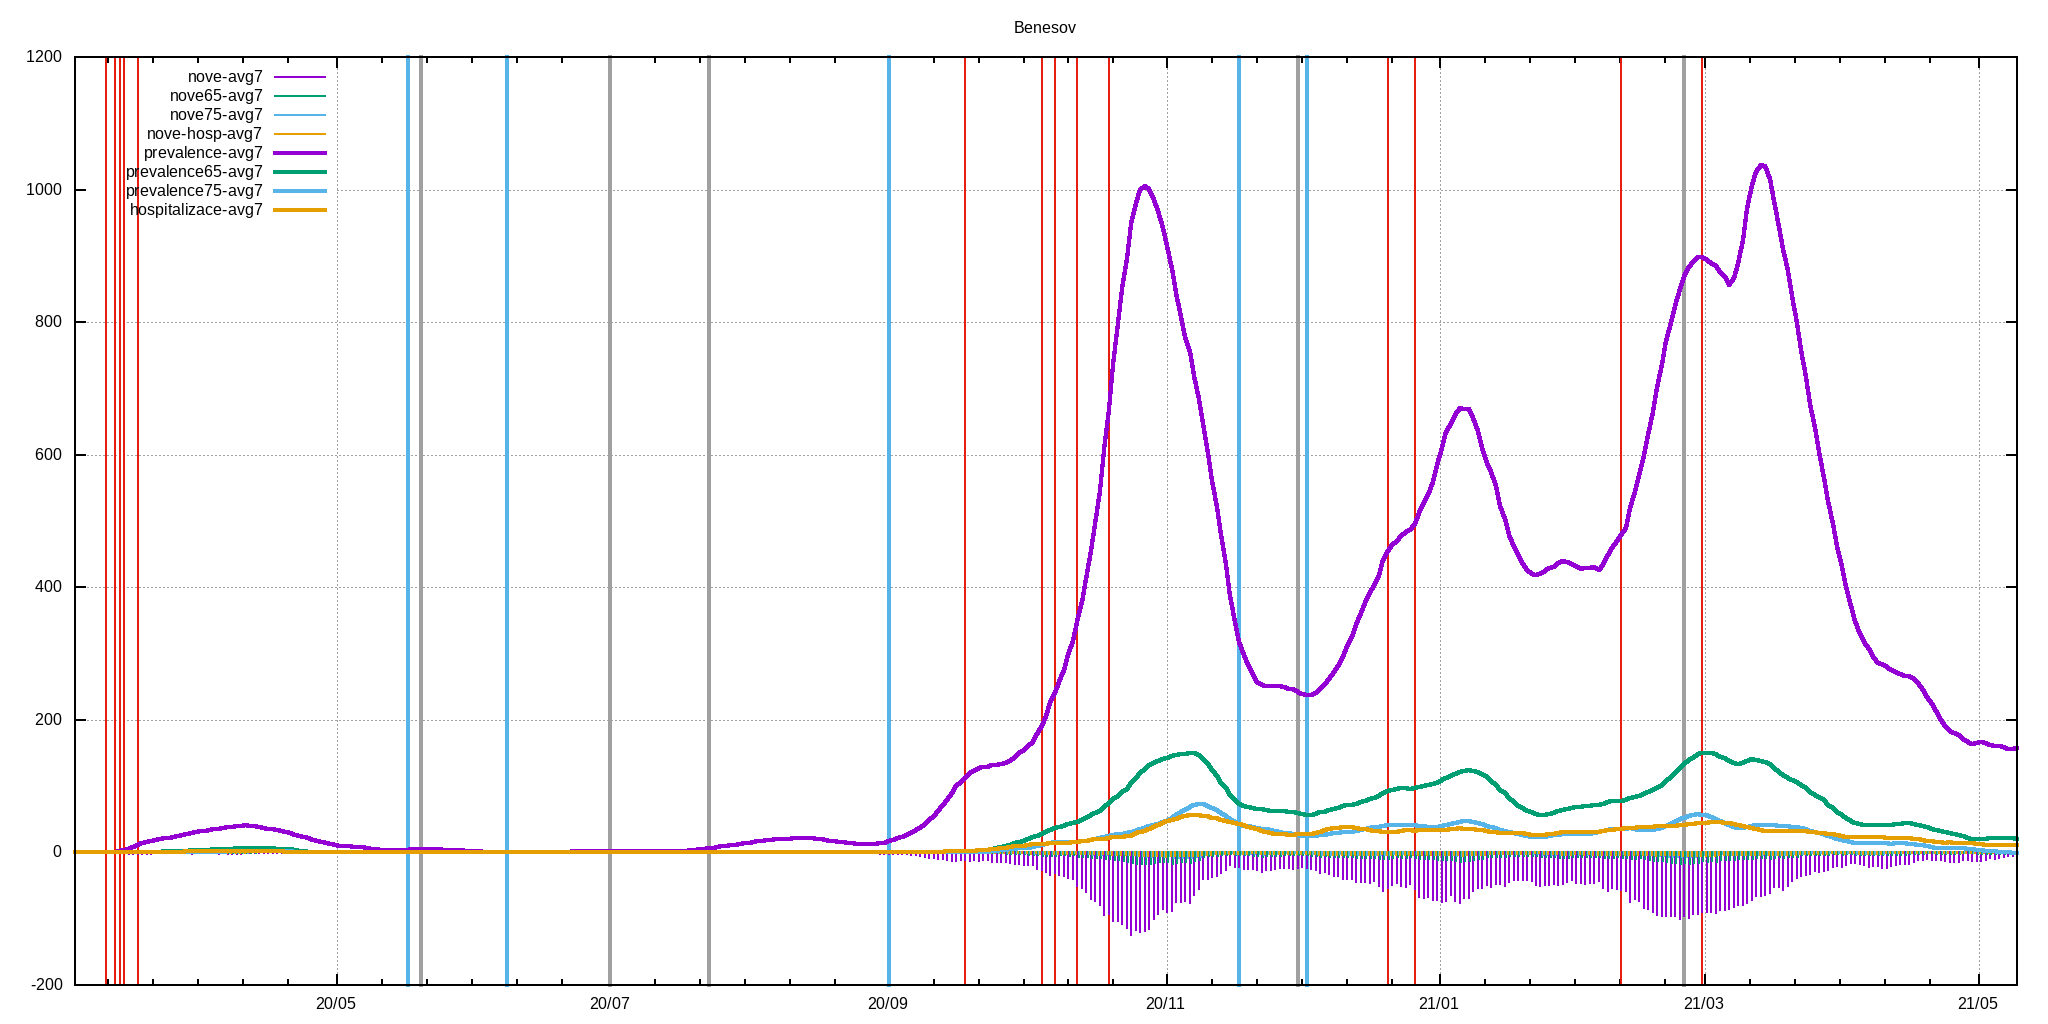 Benesov
1200
1000
800
600
400
200
0
-200
nove-avg7
nove65-avg7
nove75-avg7
nove-hosp-avg7
prevalence-avg7
prevalence65-avg7
prevalence75-avg7
hospitalizace-avg7
20/05
20/07
20/09
20/11
21/01
21/03
21/05